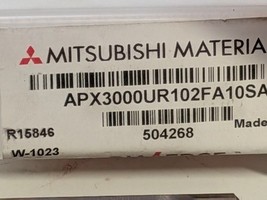 MITSUBISHI MATERIA
APX3000UR102FA10SA
R15846 504268 Made
W-1023